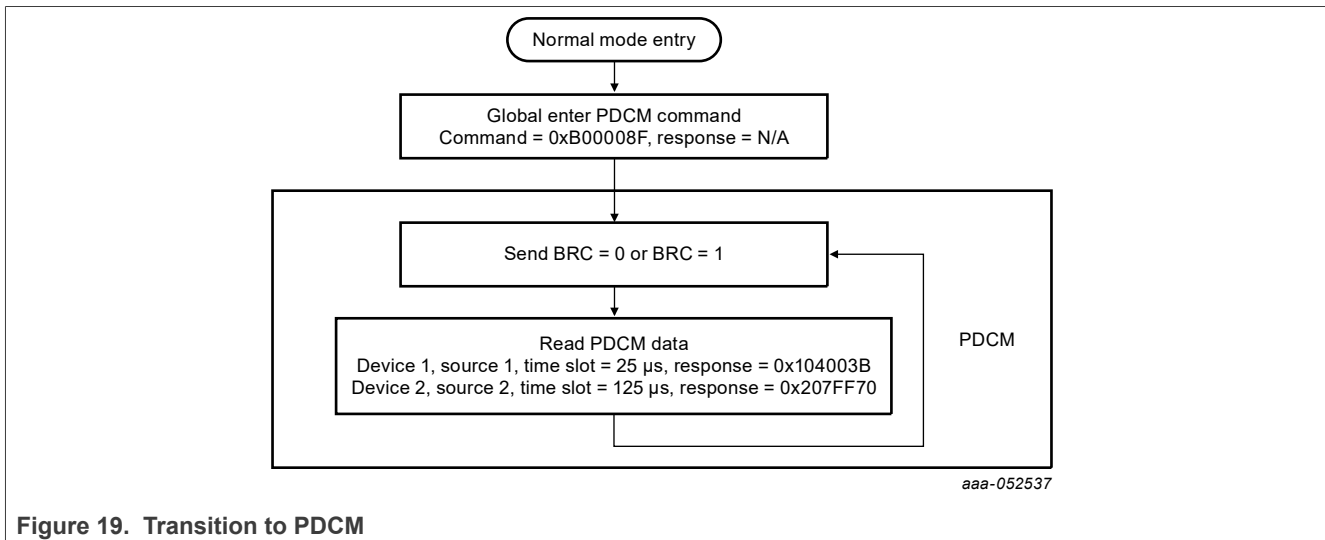 Normal mode entry
Global enter PDCM command
Command = 0xB00008F, response = N/A
Send BRC = 0 or BRC = 1
Read PDCM data
Device 1, source 1, time slot = 25 µs, response = 0x104003B
Device 2, source 2, time slot = 125 µs, response = 0x207FF70
PDCM
aaa-052537
Figure 19. Transition to PDCM